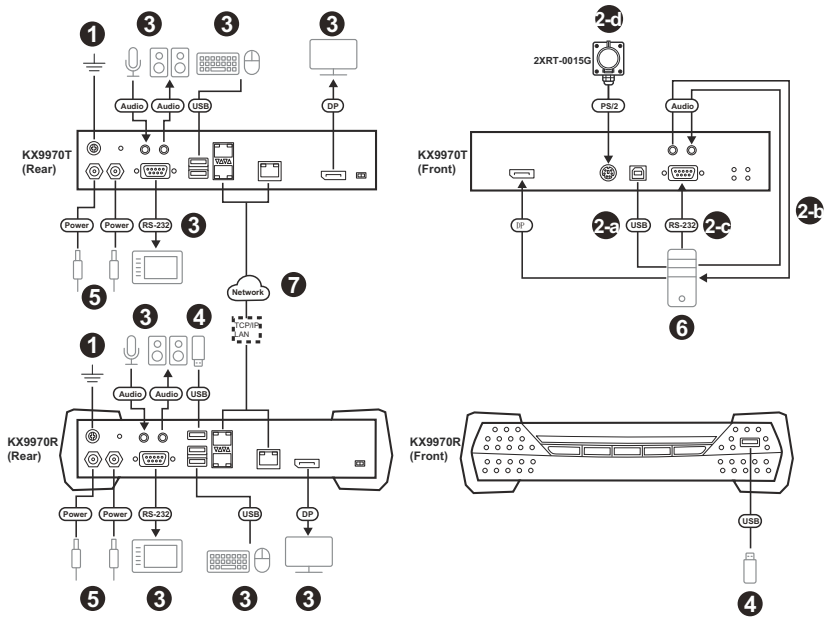 1
3
3
3
Audio
Audio
USB
DP
KX9970T
(Rear)
Power
Power
RS-232
3
5
7
Network
TCP/IP
LAN
2-d
2XRT-0015G
PS/2
Audio
KX9970T
(Front)
DP
2-a
USB
RS-232
2-c
2-b
6
1
3
4
Audio
Audio
USB
KX9970R
(Rear)
Power
Power
RS-232
USB
DP
5
3
3
3
KX9970R
(Front)
USB
4